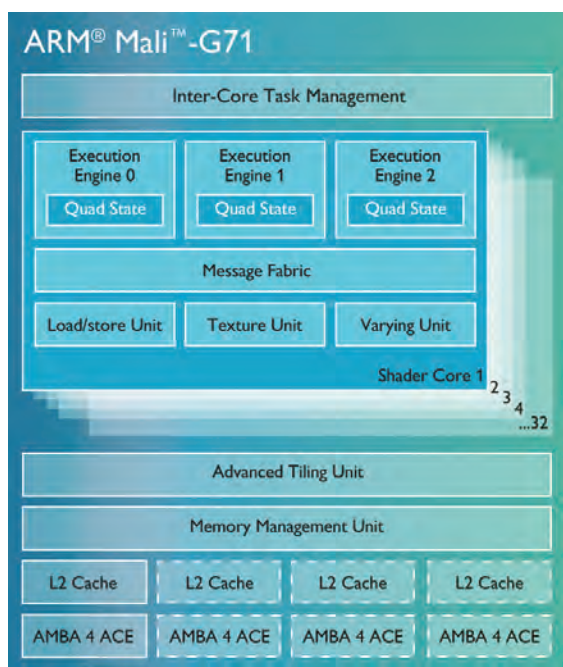 ARM® Mali™-G71
Inter-Core Task Management
Execution Engine 0
Quad State
Execution Engine 1
Quad State
Execution Engine 2
Quad State
Message Fabric
Load/store Unit
Texture Unit
Varying Unit
Shader Core 1
2
3
4
...32
Advanced Tiling Unit
Memory Management Unit
L2 Cache
L2 Cache
L2 Cache
L2 Cache
AMBA 4 ACE
AMBA 4 ACE
AMBA 4 ACE
AMBA 4 ACE